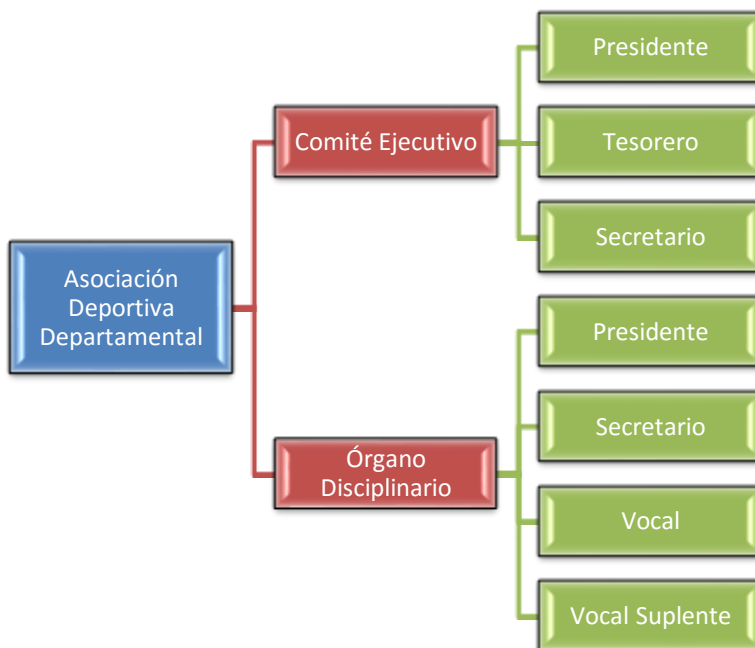 Asociación
Deportiva
Departamental
Comité Ejecutivo
Presidente
Tesorero
Secretario
Órgano
Disciplinario
Presidente
Secretario
Vocal
Vocal Suplente